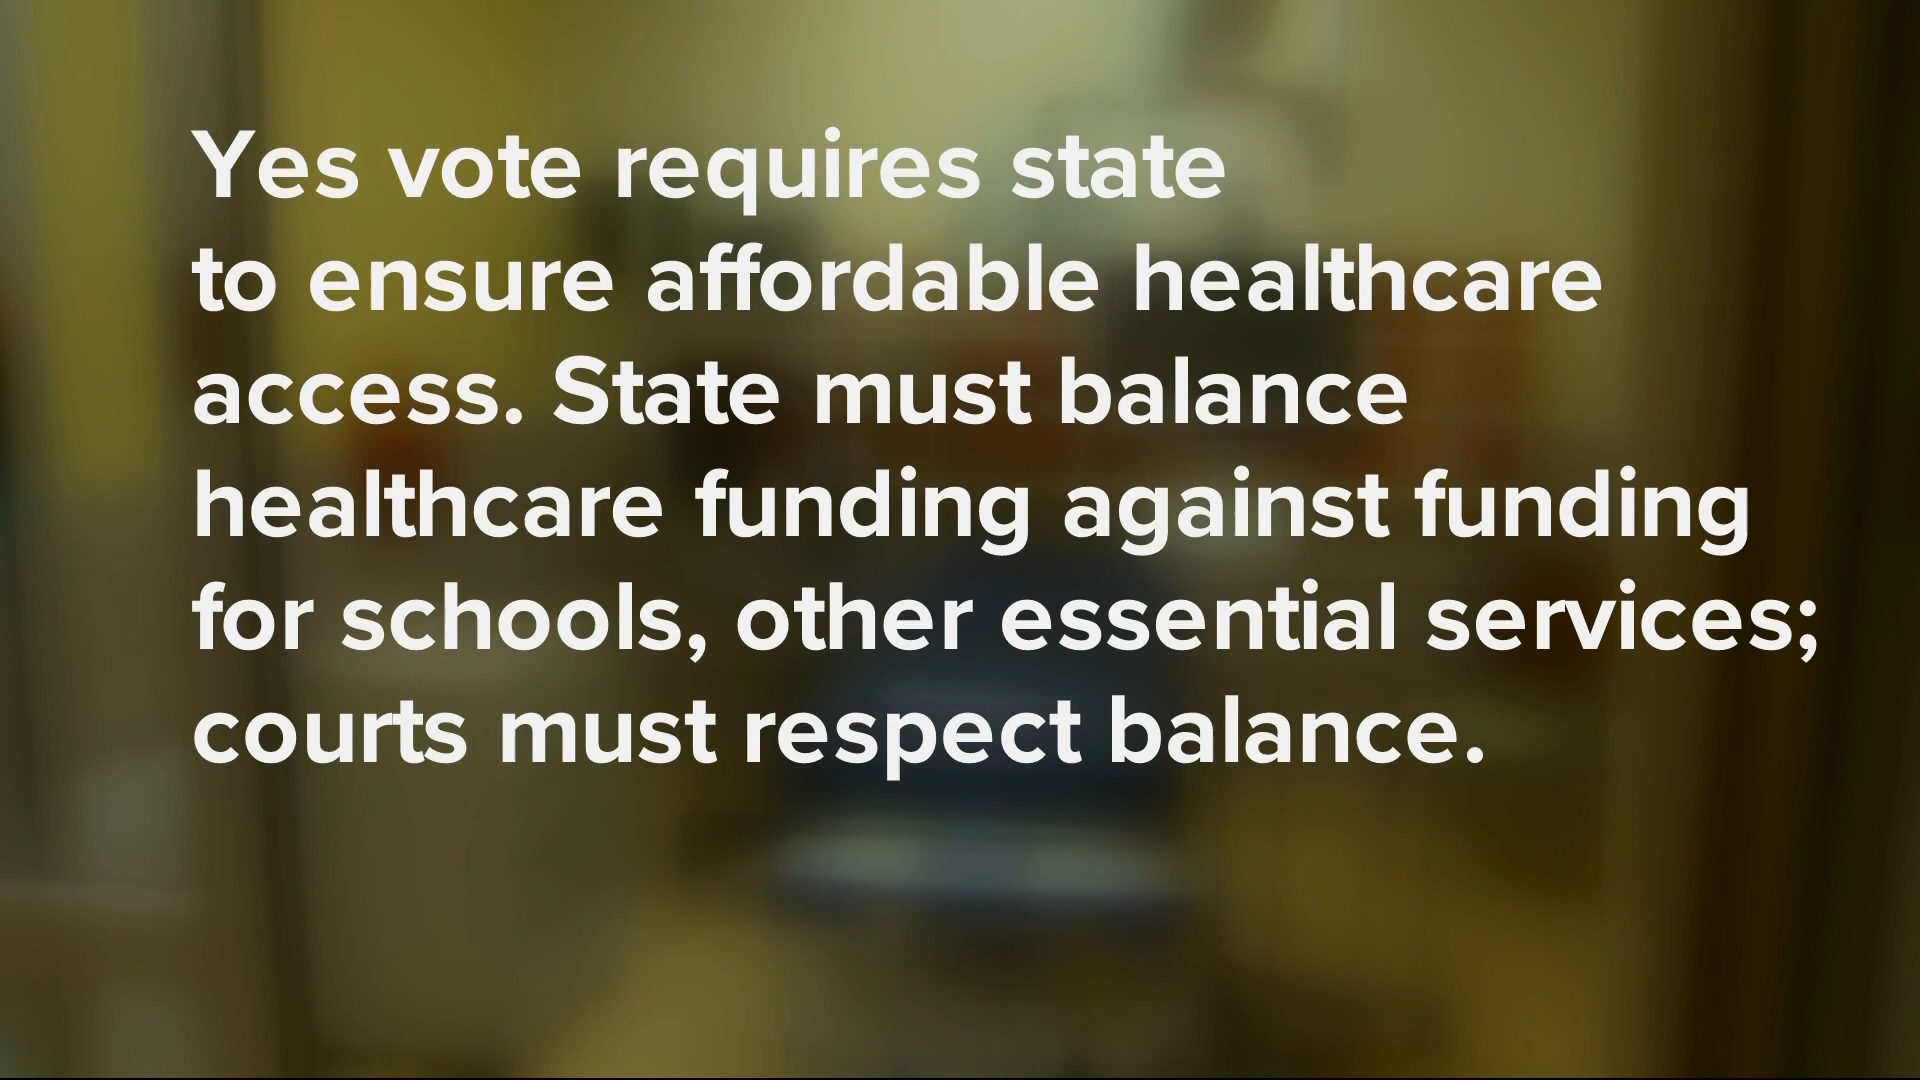 Yes vote requires state
to ensure affordable healthcare
access. State must balance
healthcare funding against funding
for schools, other essential services;
courts must respect balance.